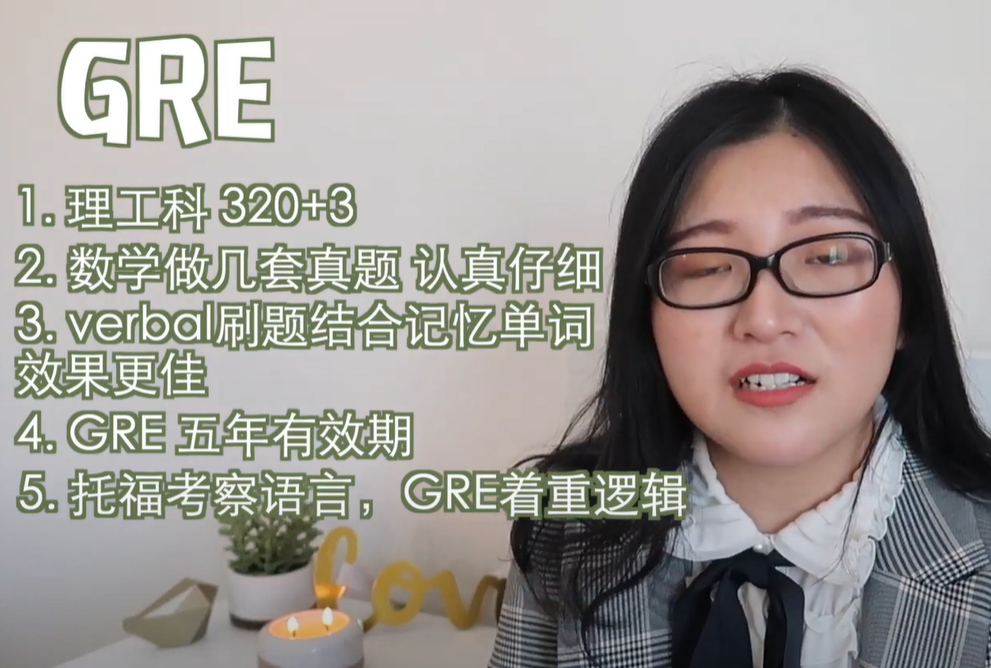 GRE
1. 理工科 320+3
2. 数学做几套真题 认真仔细
3. verbal刷题结合记忆单词
效果更佳
4. GRE 五年有效期
5. 托福考察语言，GRE着重逻辑